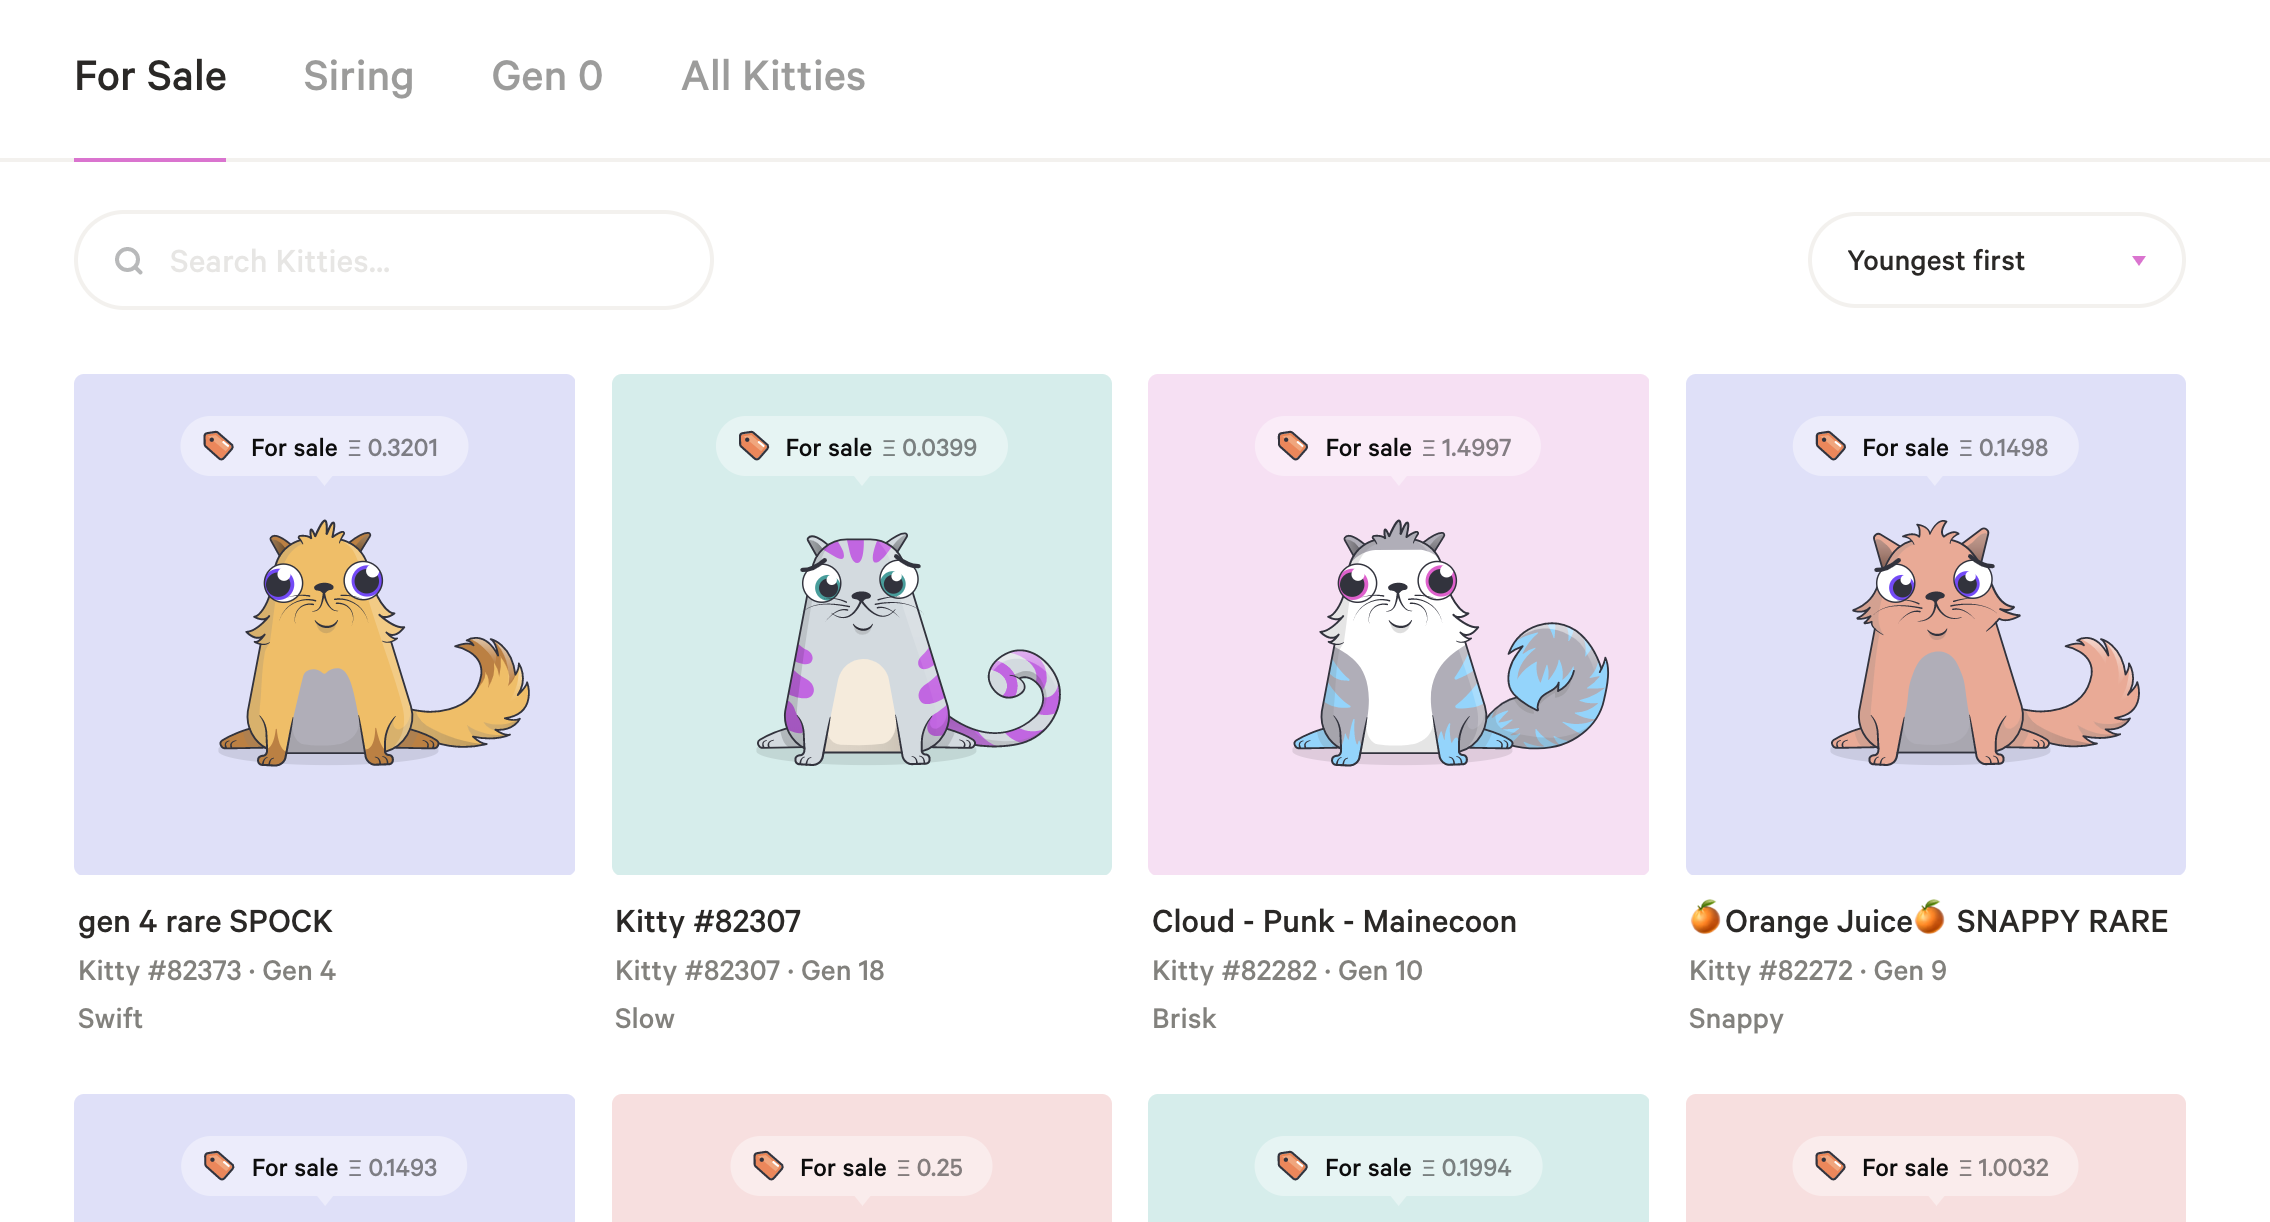 For Sale Siring Gen 0 All Kitties
Search Kitties... Youngest first
For sale Ξ 0.3201
For sale Ξ 0.0399
For sale Ξ 1.4997
For sale Ξ 0.1498
gen 4 rare SPOCK
Kitty #82373 · Gen 4
Swift
Kitty #82307
Kitty #82307 · Gen 18
Slow
Cloud - Punk - Mainecoon
Kitty #82282 · Gen 10
Brisk
🍊Orange Juice🍊 SNAPPY RARE
Kitty #82272 · Gen 9
Snappy
For sale Ξ 0.1493
For sale Ξ 0.25
For sale Ξ 0.1994
For sale Ξ 1.0032